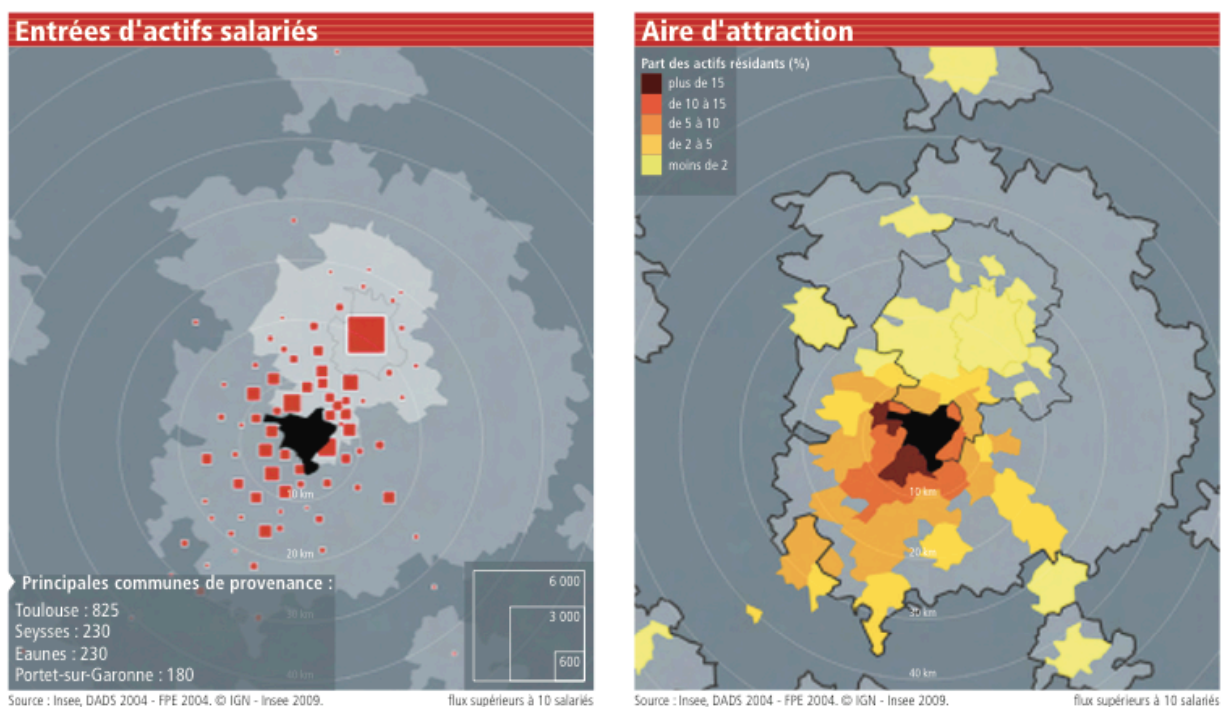 Entrées d'actifs salariés
10 km
20 km
30 km
40 km
Principales communes de provenance :
Toulouse : 825
Seysses : 230
Eaunes : 230
Portet-sur-Garonne : 180
6 000
3 000
600
Source : Insee, DADS 2004 - FPE 2004. © IGN - Insee 2009.
flux supérieurs à 10 salariés
Aire d'attraction
Part des actifs résidants (%)
plus de 15
de 10 à 15
de 5 à 10
de 2 à 5
moins de 2
10 km
20 km
30 km
40 km
Source : Insee, DADS 2004 - FPE 2004. © IGN - Insee 2009.
flux supérieurs à 10 salariés